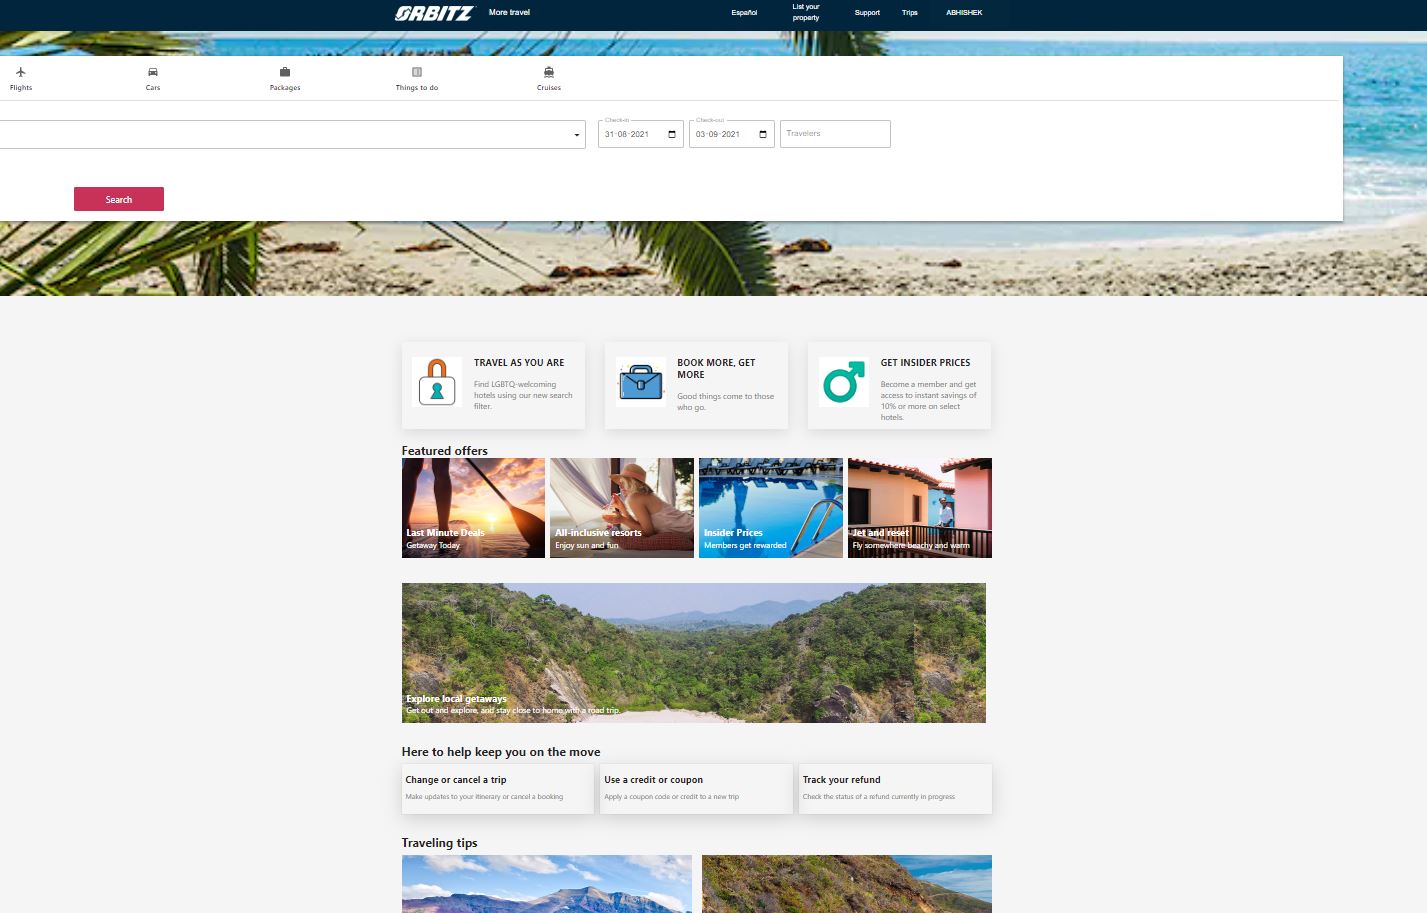 ORBITZ More travel Español List your Support Trips ABHISHEK
property
Flights Cars Packages Things to do Cruises
Check-in Check-out
31-08-2021 03-09-2021 Travelers
Search
TRAVEL AS YOU ARE
Find LGBTQ-welcoming
hotels using our new search
filter.
BOOK MORE, GET
MORE
Good things come to those
who go.
GET INSIDER PRICES
Become a member and get
access to instant savings of
10% or more on select
hotels.
Featured offers
Last Minute Deals
Getaway Today
All-inclusive resorts
Enjoy sun and fun
Insider Prices
Members get rewarded
Jet and reset
Fly somewhere beachy and warm
Explore local getaways
Get out and explore, and stay close to home with a road trip.
Here to help keep you on the move
Change or cancel a trip
Make updates to your itinerary or cancel a booking
Use a credit or coupon
Apply a coupon code or credit to a new trip
Track your refund
Check the status of a refund currently in progress
Traveling tips